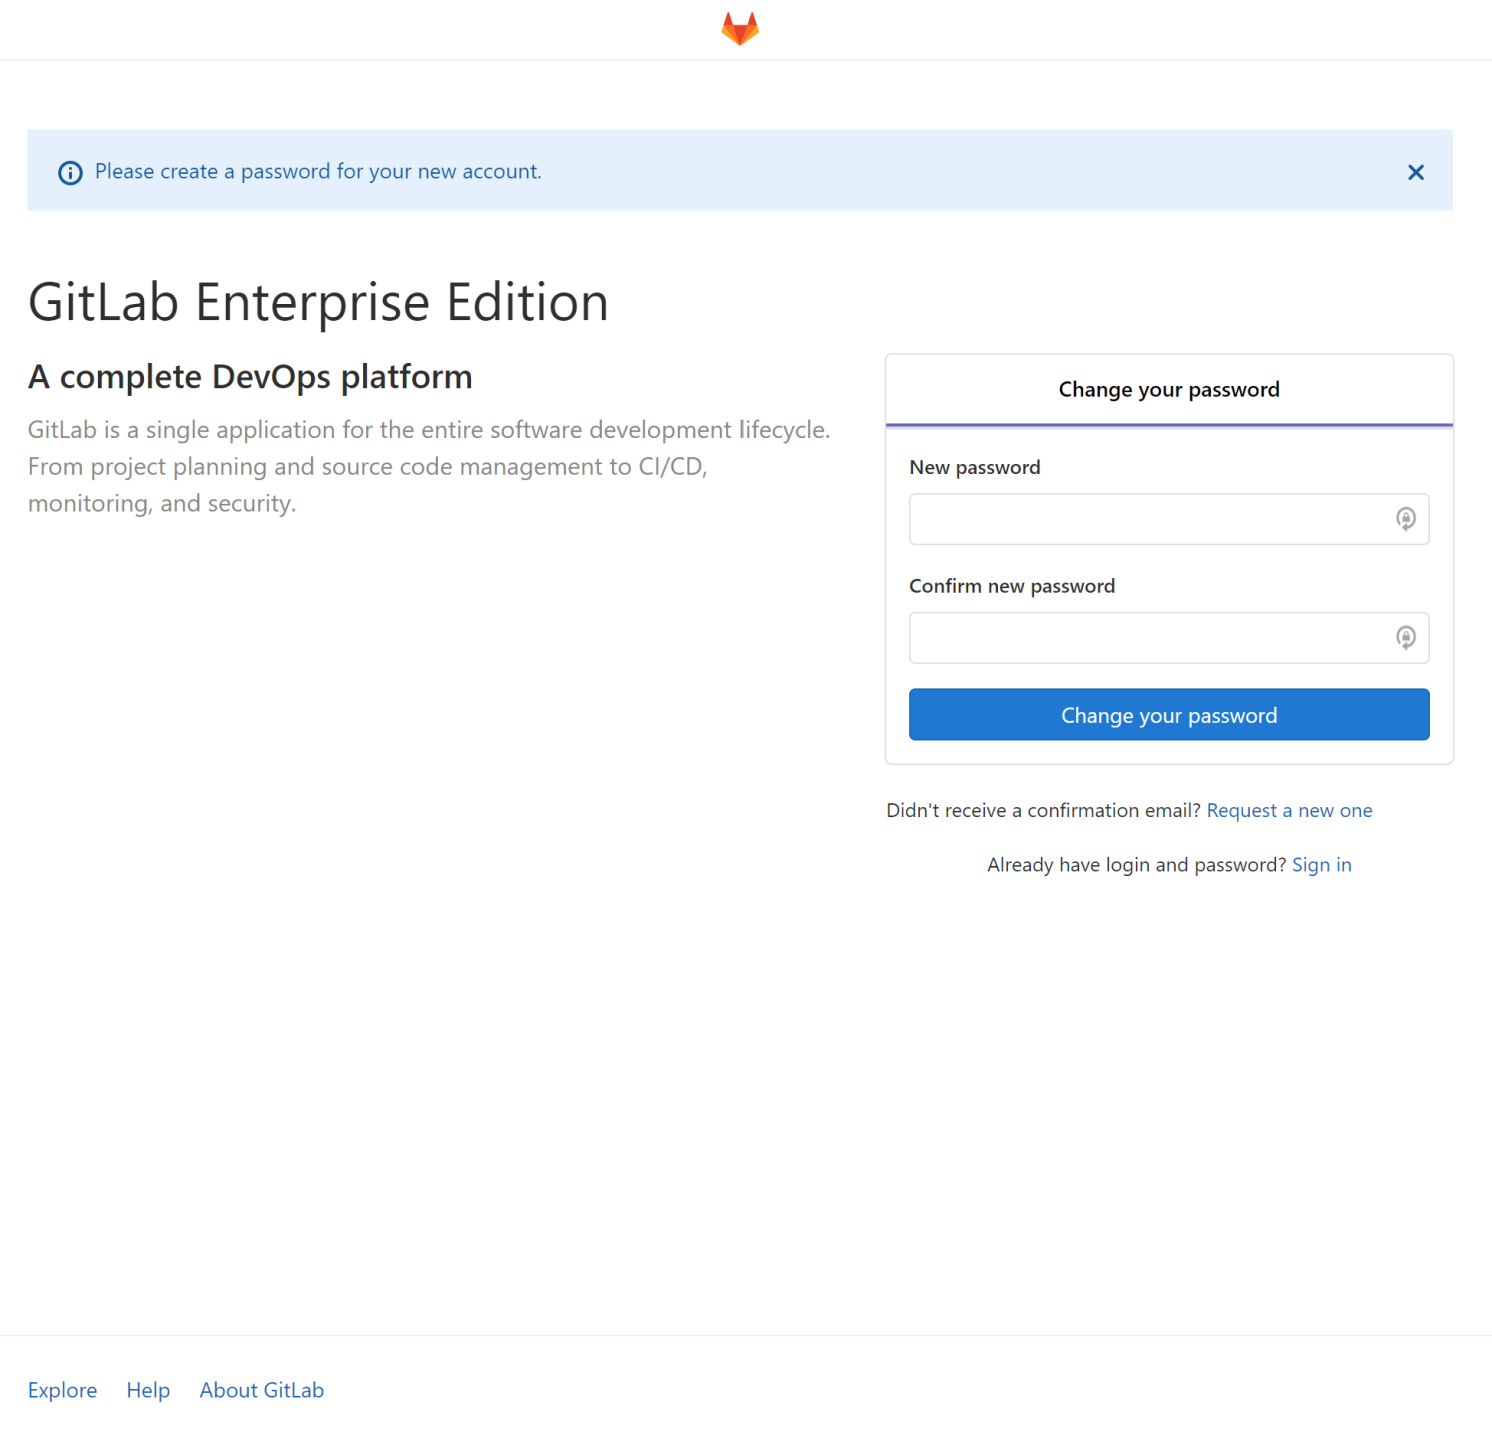 Please create a password for your new account.
GitLab Enterprise Edition
A complete DevOps platform
GitLab is a single application for the entire software development lifecycle.
From project planning and source code management to CI/CD,
monitoring, and security.
Change your password
New password
Confirm new password
Change your password
Didn't receive a confirmation email? Request a new one
Already have login and password? Sign in
Explore Help About GitLab